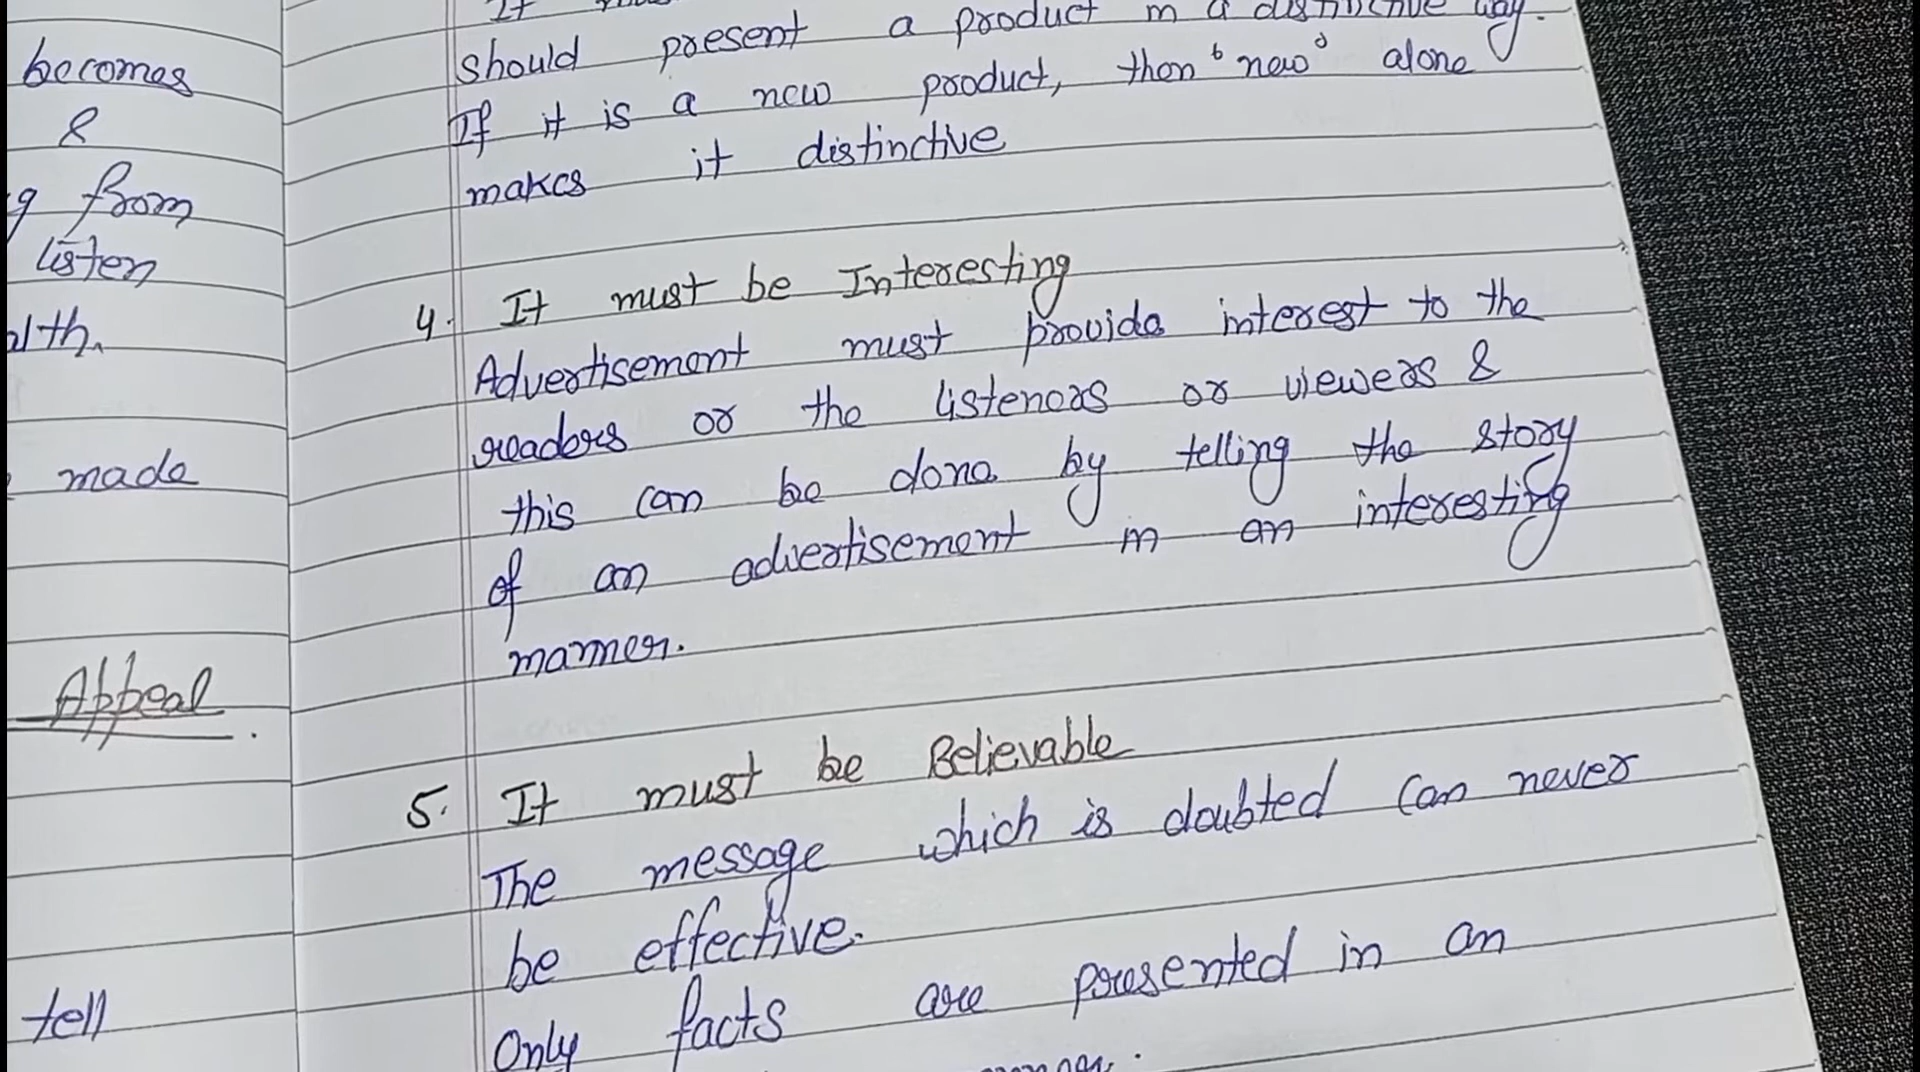 becomes
&
from
listen
made
Appeal.
tell
It
should present a product in a distinctive way.
If it is a new product, then 'new' alone
makes it distinctive
4. It must be Interesting
Advertisement must provide interest to the
readers or the listeners or viewers &
this can be done by telling the story
of an advertisement in an interesting
manner.
5. It must be Believable
The message which is doubted can never
be effective.
Only facts are presented in an